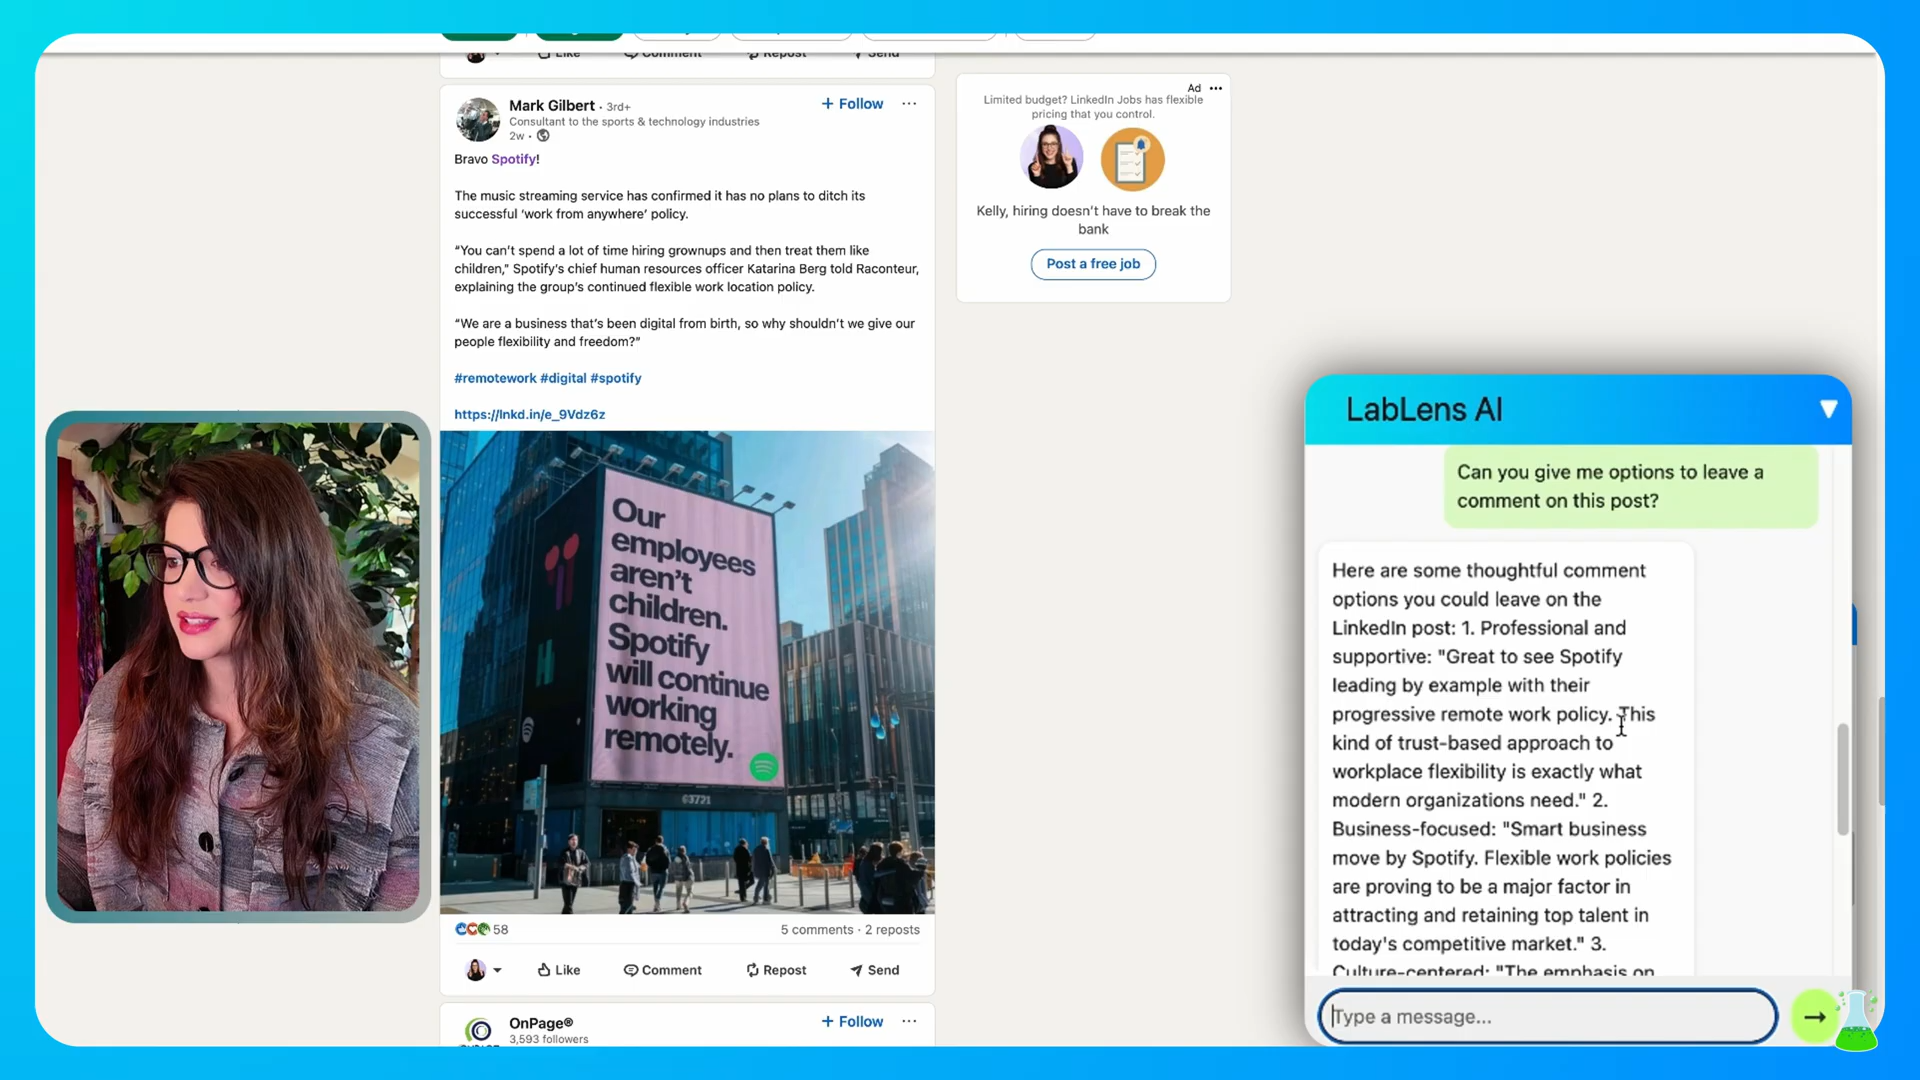 Like Comment Repost Send
Mark Gilbert • 3rd+
+ Follow
Consultant to the sports & technology industries
2w •
Bravo Spotify!
The music streaming service has confirmed it has no plans to ditch its
successful ‘work from anywhere’ policy.
“You can’t spend a lot of time hiring grownups and then treat them like
children,” Spotify’s chief human resources officer Katarina Berg told Raconteur,
explaining the group’s continued flexible work location policy.
“We are a business that’s been digital from birth, so why shouldn’t we give our
people flexibility and freedom?”
#remotework #digital #spotify
https://lnkd.in/e_9Vdz6z
Our
employees
aren’t
children.
Spotify
will continue
working
remotely.
63721
58
5 comments · 2 reposts
Like Comment Repost Send
OnPage®
+ Follow
3,593 followers
Ad
Limited budget? LinkedIn Jobs has flexible
pricing that you control.
Kelly, hiring doesn’t have to break the
bank
Post a free job
LabLens AI
Can you give me options to leave a
comment on this post?
Here are some thoughtful comment
options you could leave on the
LinkedIn post: 1. Professional and
supportive: "Great to see Spotify
leading by example with their
progressive remote work policy. This
kind of trust-based approach to
workplace flexibility is exactly what
modern organizations need." 2.
Business-focused: "Smart business
move by Spotify. Flexible work policies
are proving to be a major factor in
attracting and retaining top talent in
today's competitive market." 3.
Culture-centered: "The emphasis on
Type a message...